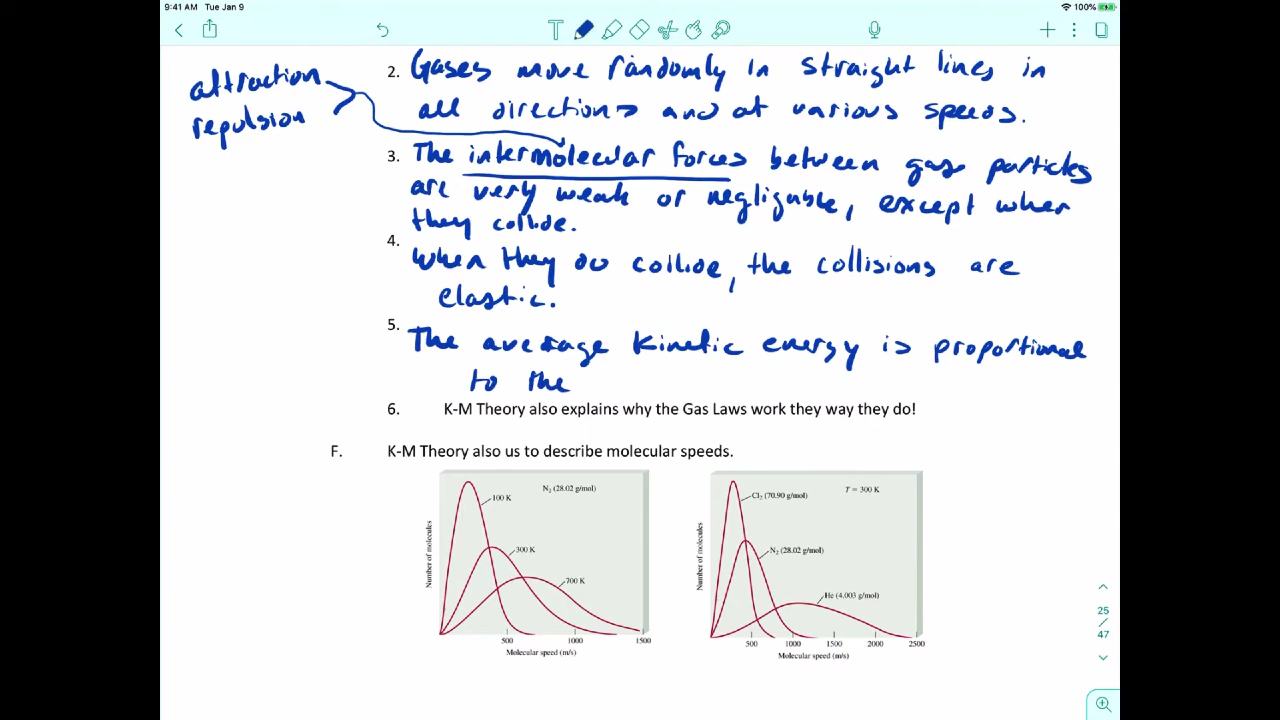 9:41 AM Tue Jan 9
100%
attraction
repulsion
2. Gases move randomly in straight lines in
all directions and at various speeds.
3. The intermolecular forces between gas particles
are very weak or negligable, except when
they collide.
4. When they do collide, the collisions are
elastic.
5. The average kinetic energy is proportional
to the
6. K-M Theory also explains why the Gas Laws work they way they do!
F. K-M Theory also us to describe molecular speeds.
N2 (28.02 g/mol)
100 K
300 K
700 K
Number of molecules
500 1000 1500
Molecular speed (m/s)
T = 300 K
Cl2 (70.90 g/mol)
N2 (28.02 g/mol)
He (4.003 g/mol)
Number of molecules
500 1000 1500 2000 2500
Molecular speed (m/s)
25
/
47